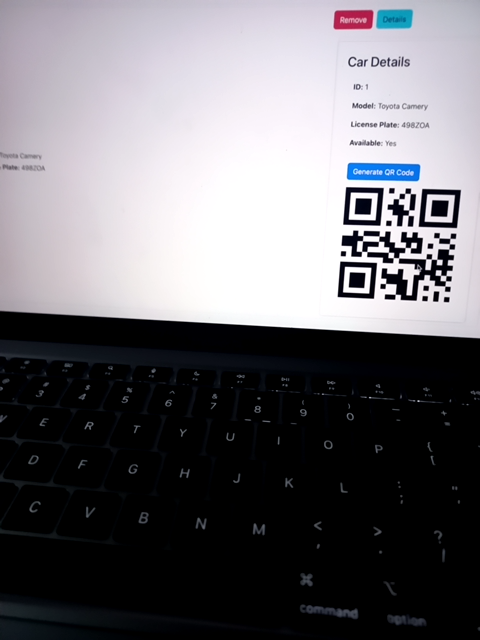 Remove Details
Car Details
ID: 1
Model: Toyota Camery
License Plate: 498ZOA
Available: Yes
Generate QR Code
Toyota Camery
Plate: 498ZOA
# $ % ^ & * ( ) _ +
3 4 5 6 7 8 9 0 - =
E R T Y U I O P { [
D F G H J K L : ; " '
C V B N M < , > . ? /
⌘ ⌥
command option